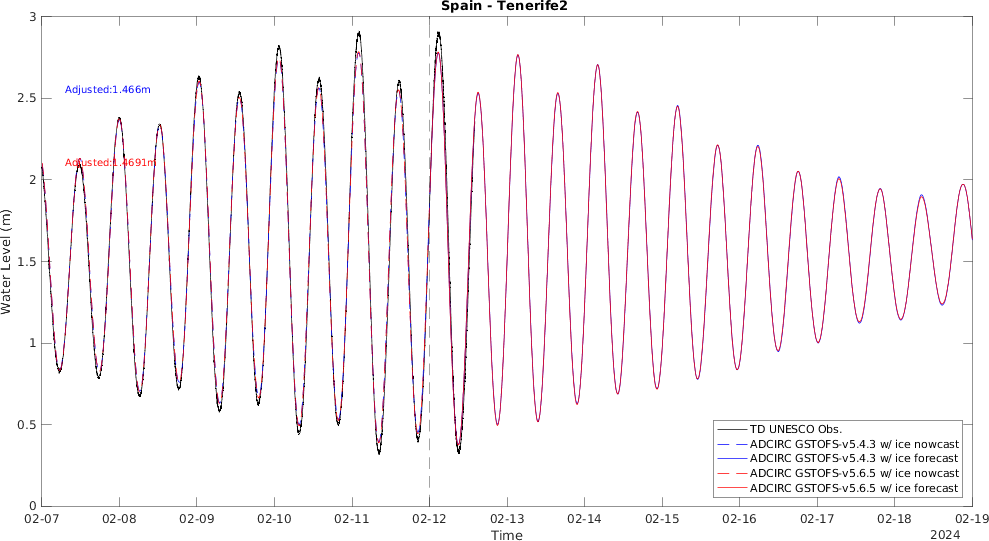 Spain - Tenerife2
3
2.5
2
1.5
1
0.5
0
Water Level (m)
Adjusted:1.466m
Adjusted:1.4691m
TD UNESCO Obs.
ADCIRC GSTOFS-v5.4.3 w/ ice nowcast
ADCIRC GSTOFS-v5.4.3 w/ ice forecast
ADCIRC GSTOFS-v5.6.5 w/ ice nowcast
ADCIRC GSTOFS-v5.6.5 w/ ice forecast
02-07 02-08 02-09 02-10 02-11 02-12 02-13 02-14 02-15 02-16 02-17 02-18 02-19
Time
2024